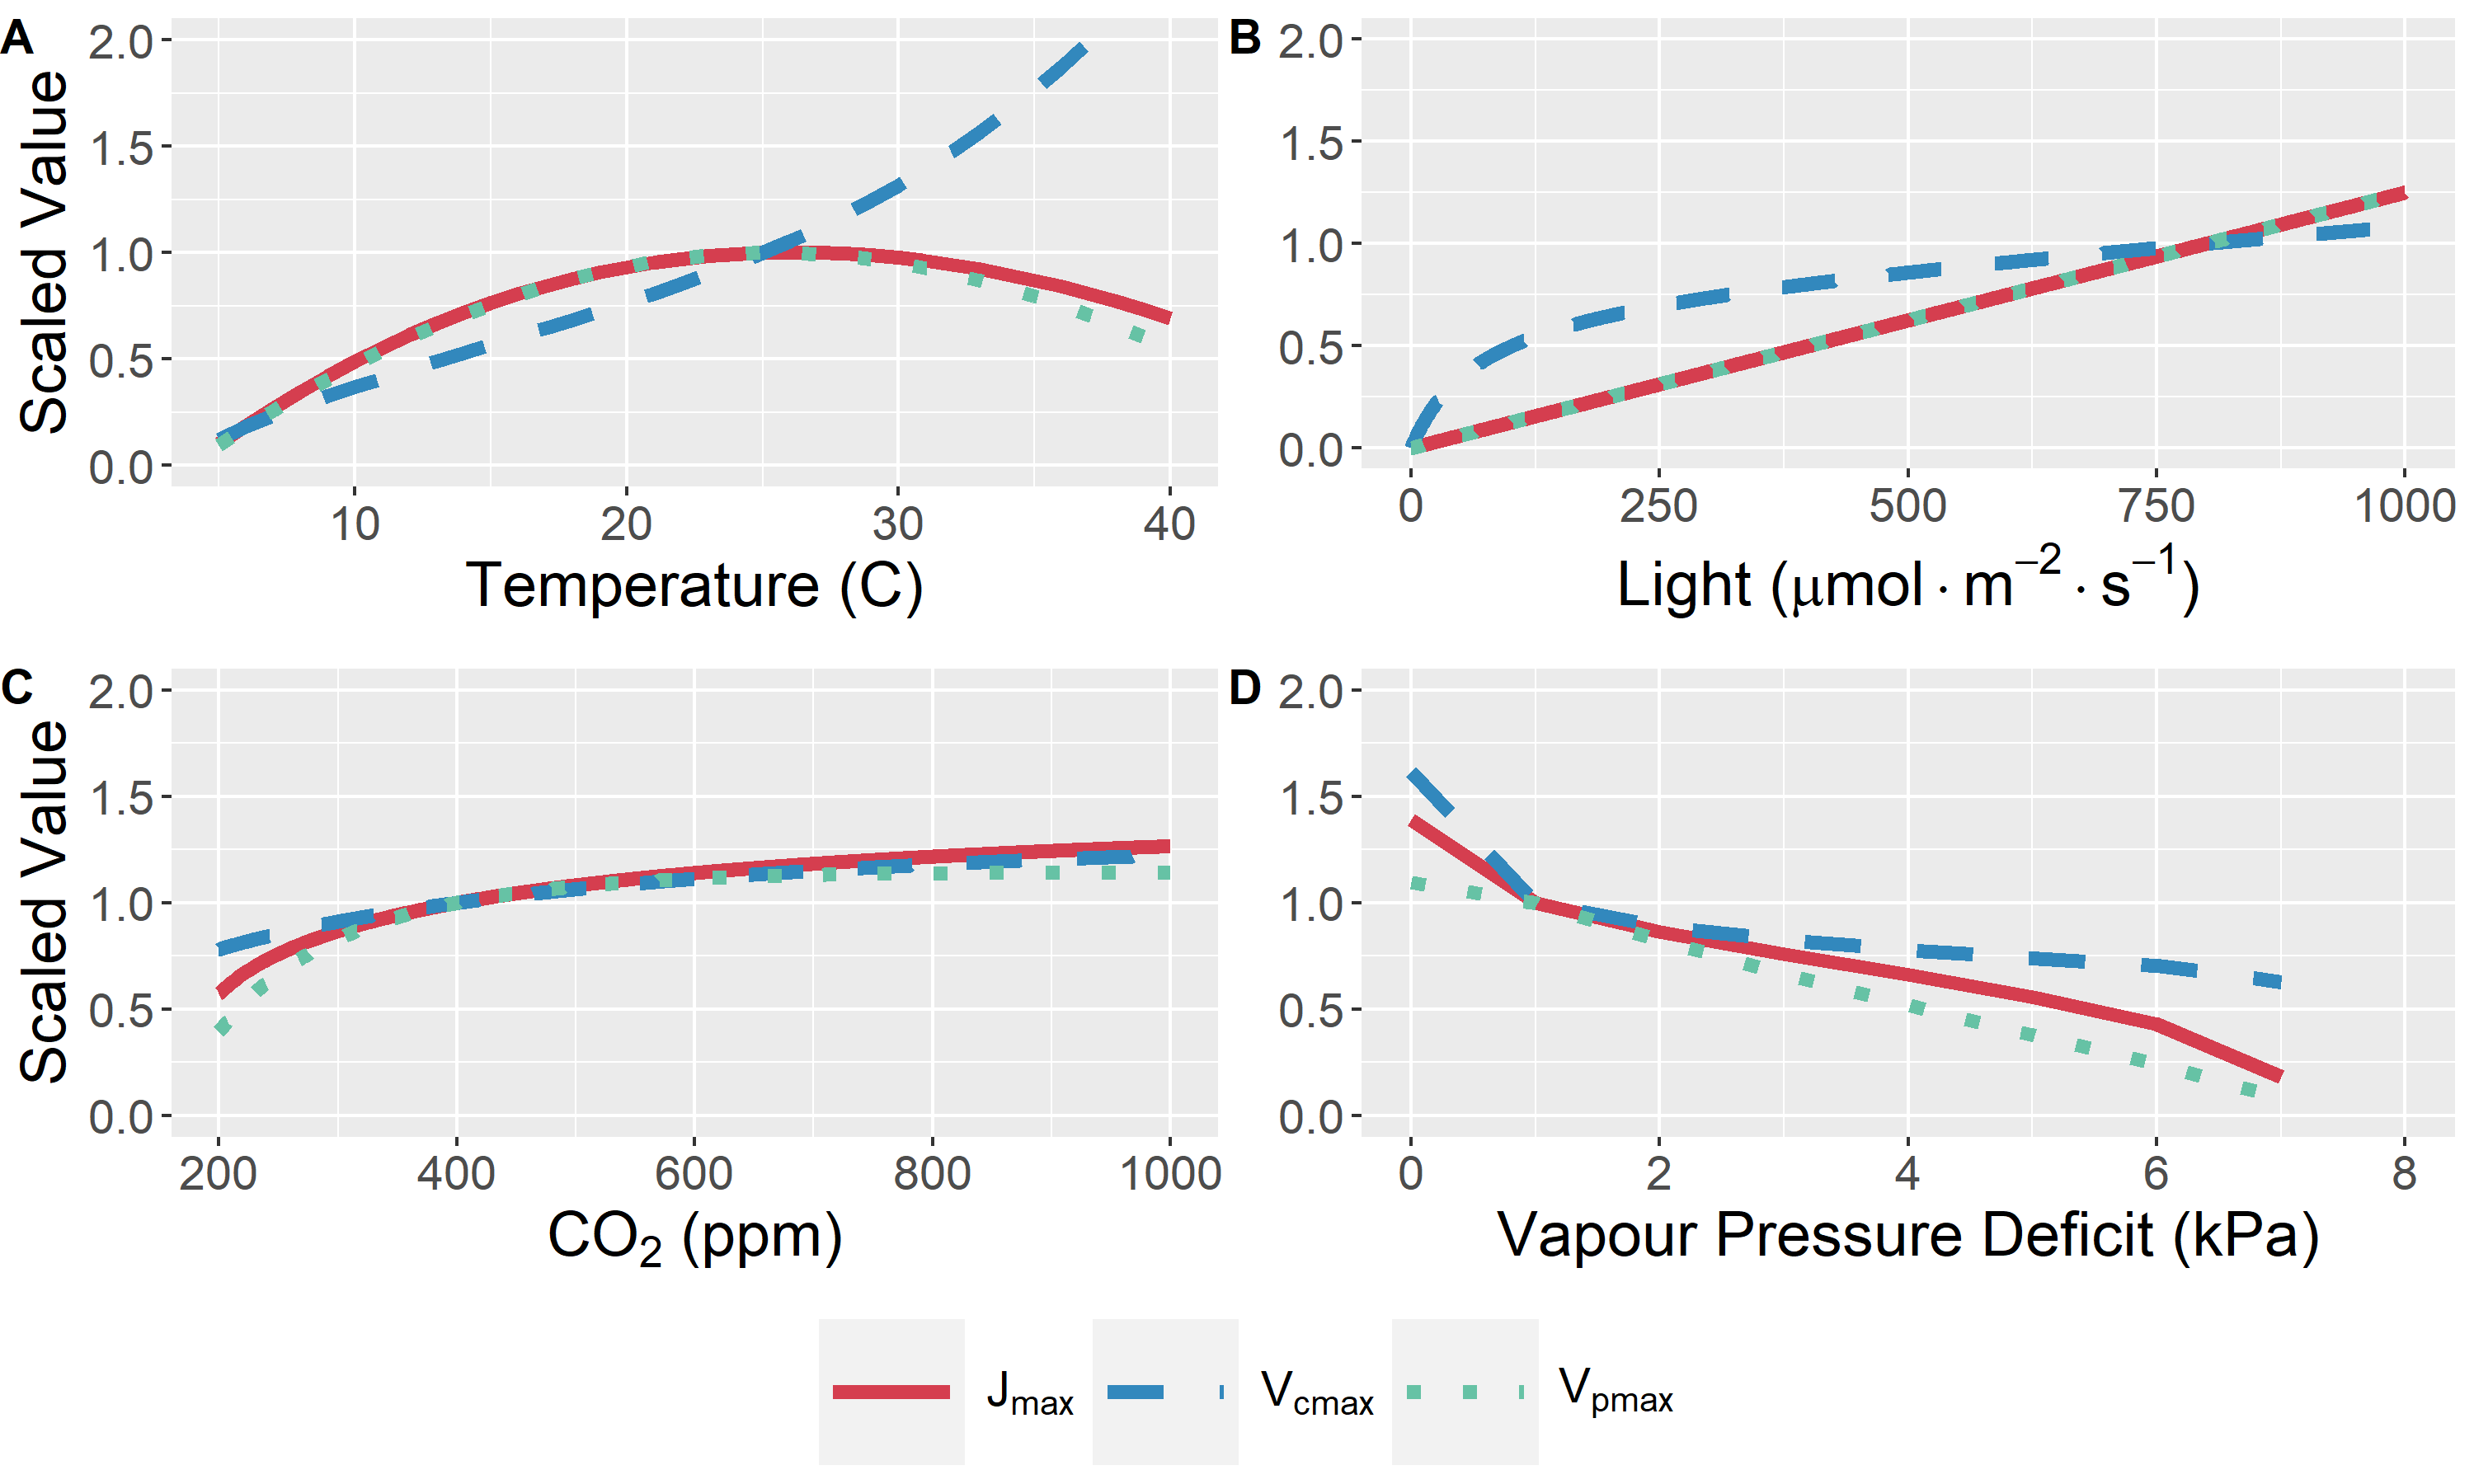 A
2.0
1.5
1.0
0.5
0.0
Scaled Value
10 20 30 40
Temperature (C)
B
2.0
1.5
1.0
0.5
0.0
0 250 500 750 1000
Light (μmol · m⁻² · s⁻¹)
C
2.0
1.5
1.0
0.5
0.0
Scaled Value
200 400 600 800 1000
CO₂ (ppm)
D
2.0
1.5
1.0
0.5
0.0
0 2 4 6 8
Vapour Pressure Deficit (kPa)
Jmax Vcmax Vpmax